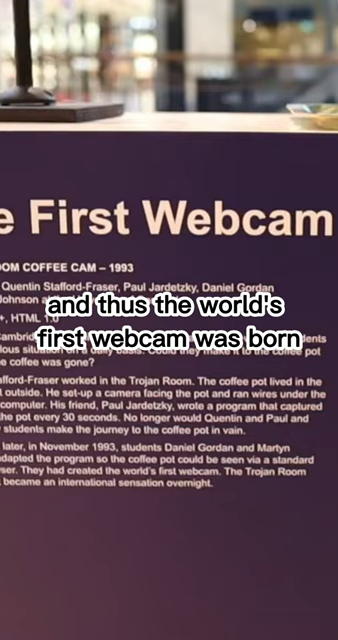 e First Webcam
OOM COFFEE CAM – 1993
Quentin Stafford-Fraser, Paul Jardetzky, Daniel Gordan
Johnson
and thus the world's
+, HTML 1.0
first webcam was born
situation on a daily basis. Could they make it to the coffee pot
e coffee was gone?
afford-Fraser worked in the Trojan Room. The coffee pot lived in the
outside. He set-up a camera facing the pot and ran wires under the
computer. His friend, Paul Jardetzky, wrote a program that captured
he pot every 30 seconds. No longer would Quentin and Paul and
students make the journey to the coffee pot in vain.
later, in November 1993, students Daniel Gordan and Martyn
adapted the program so the coffee pot could be seen via a standard
ser. They had created the world's first webcam. The Trojan Room
became an international sensation overnight.